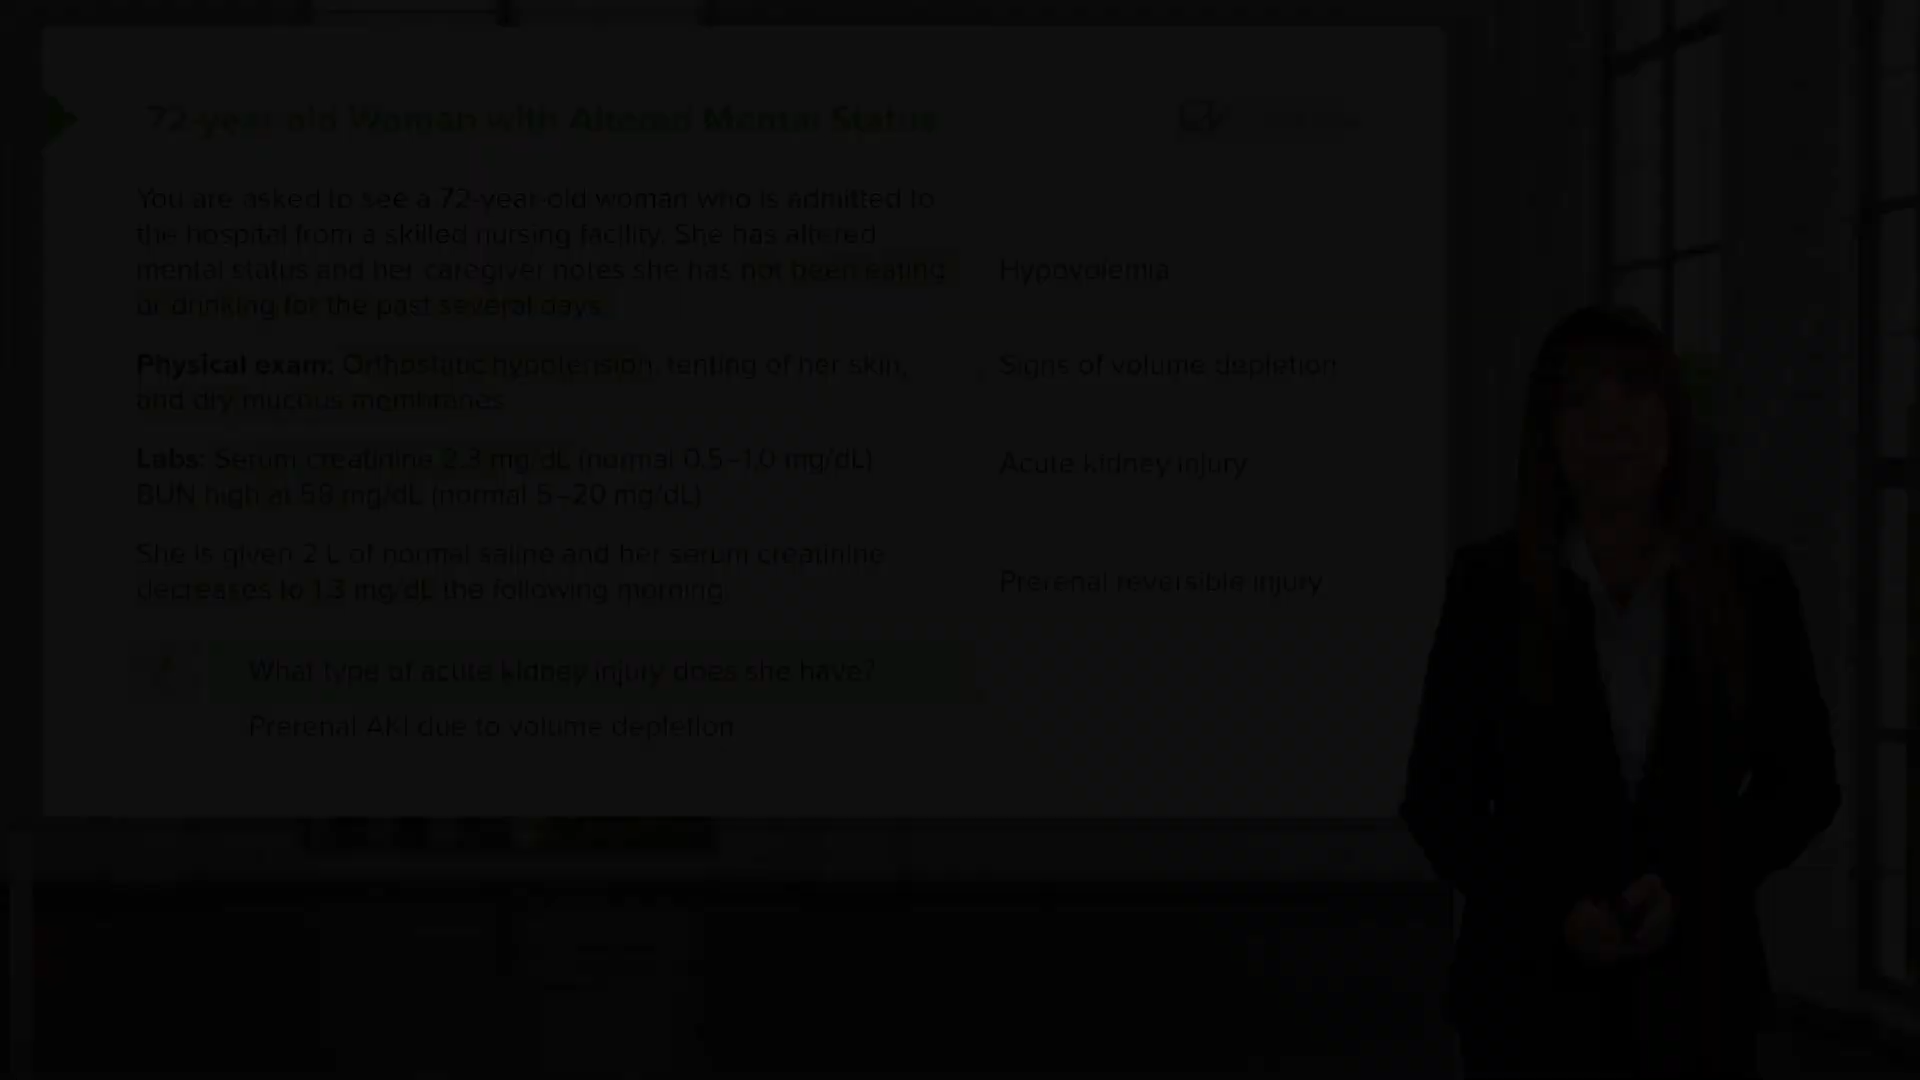 72-year-old Woman with Altered Mental Status
You are asked to see a 72-year-old woman who is admitted to
the hospital from a skilled nursing facility. She has altered
mental status and her caregiver notes she has not been eating
or drinking for the past several days.
Hypovolemia
Physical exam: Orthostatic hypotension, tenting of her skin,
and dry mucous membranes
Signs of volume depletion
Labs: Serum creatinine 2.3 mg/dL (normal 0.5–1.0 mg/dL)
BUN high at 58 mg/dL (normal 5–20 mg/dL)
Acute kidney injury
She is given 2 L of normal saline and her serum creatinine
decreases to 1.3 mg/dL the following morning.
Prerenal reversible injury
What type of acute kidney injury does she have?
Prerenal AKI due to volume depletion